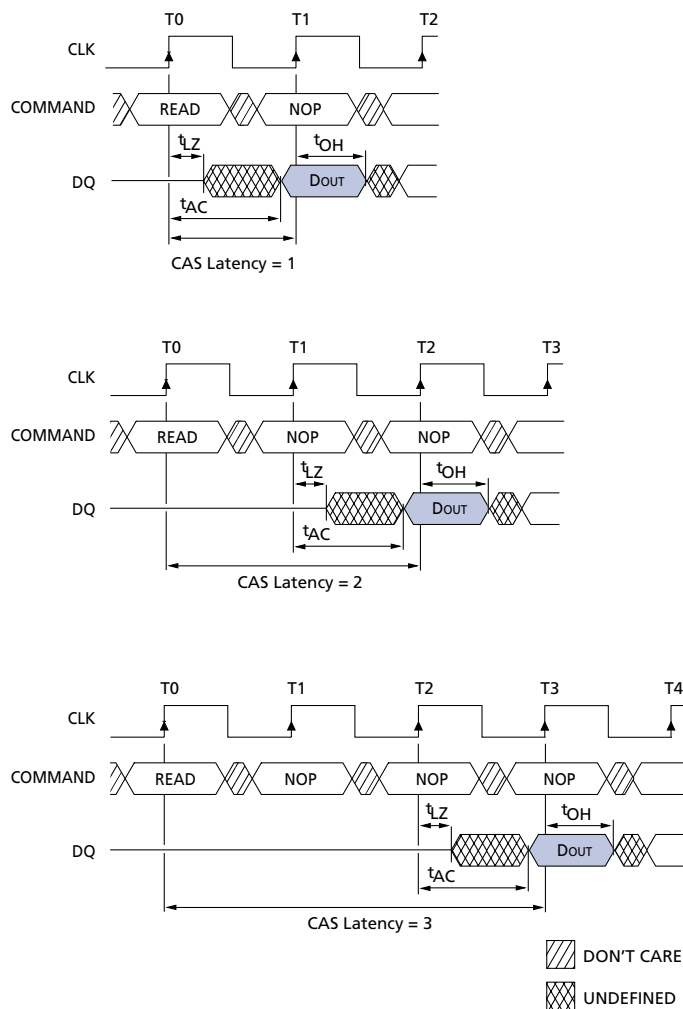 T0 T1 T2
CLK
COMMAND READ NOP
tLZ tOH
DQ DOUT
tAC
CAS Latency = 1
T0 T1 T2 T3
CLK
COMMAND READ NOP NOP
tLZ tOH
DQ DOUT
tAC
CAS Latency = 2
T0 T1 T2 T3 T4
CLK
COMMAND READ NOP NOP NOP
tLZ tOH
DQ DOUT
tAC
CAS Latency = 3
DON'T CARE
UNDEFINED